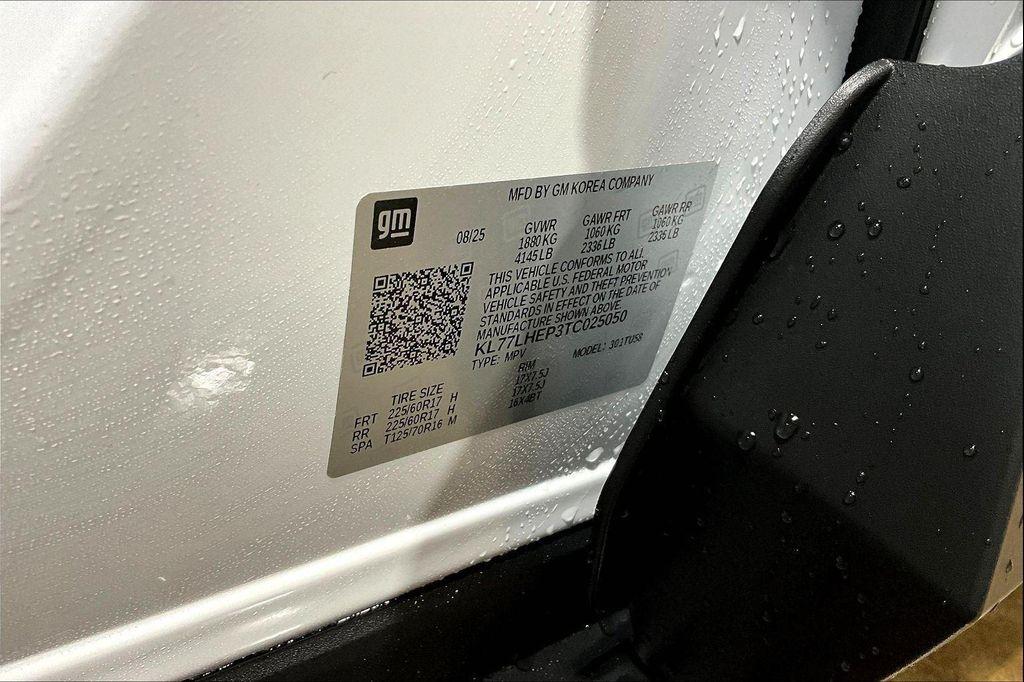 MFD BY GM KOREA COMPANY
gm
08/25
GVWR
1880 KG
4145 LB
GAWR FRT
1060 KG
2336 LB
GAWR RR
1060 KG
2336 LB
THIS VEHICLE CONFORMS TO ALL
APPLICABLE U.S. FEDERAL MOTOR
VEHICLE SAFETY AND THEFT PREVENTION
STANDARDS IN EFFECT ON THE DATE OF
MANUFACTURE SHOWN ABOVE.
KL77LHEP3TC025050
TYPE: MPV MODEL: 301TU58
TIRE SIZE RIM
FRT 225/60R17 H 17X7.5J
RR 225/60R17 H 17X7.5J
SPA T125/70R16 M 16X4BT